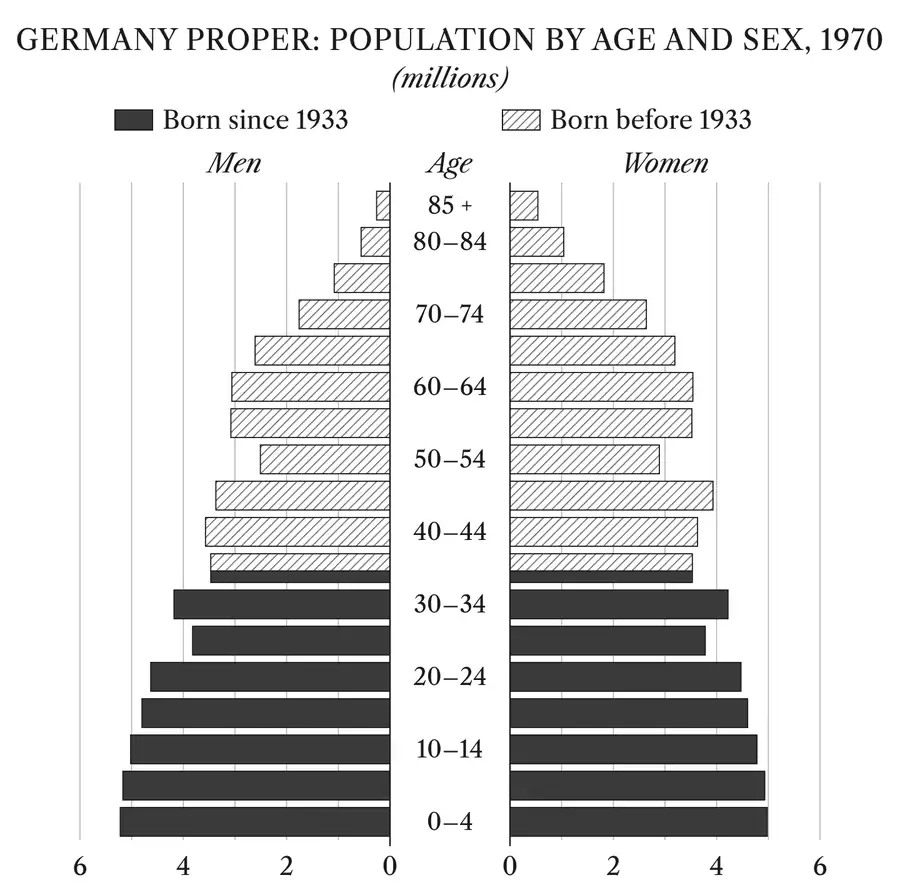 GERMANY PROPER: POPULATION BY AGE AND SEX, 1970
(millions)
Born since 1933 Born before 1933
Men Age Women
85 +
80–84
70–74
60–64
50–54
40–44
30–34
20–24
10–14
0–4
6 4 2 0 0 2 4 6